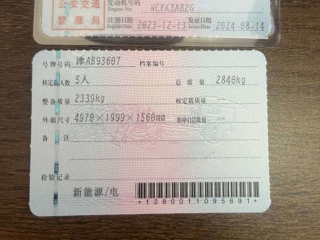 公安交通
管理局
发动机号码 WCYK3A8ZG
Engine No.
注册日期 2023-12-13 发证日期 2024-08-14
号牌号码 津AB93607 档案编号
核定载人数 5人 总质量 2840kg
整备质量 2339kg 核定载质量 --
外廓尺寸 4970×1999×1560mm 准牵引总质量 --
备注
检验记录
新能源/电
*1280011095691*